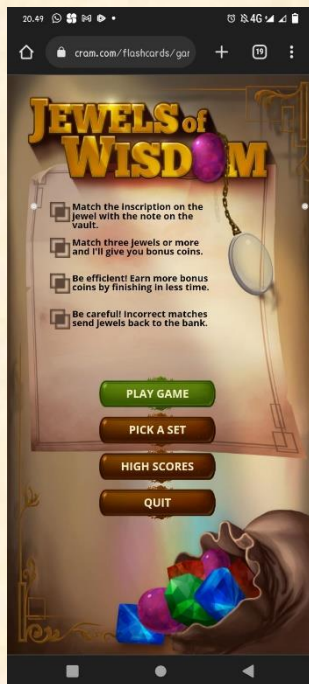 20.49
4G
cram.com/flashcards/gar
19
JEWELS of
WISDOM
Match the inscription on the
jewel with the note on the
vault.
Match three jewels or more
and I'll give you bonus coins.
Be efficient! Earn more bonus
coins by finishing in less time.
Be careful! Incorrect matches
send jewels back to the bank.
PLAY GAME
PICK A SET
HIGH SCORES
QUIT